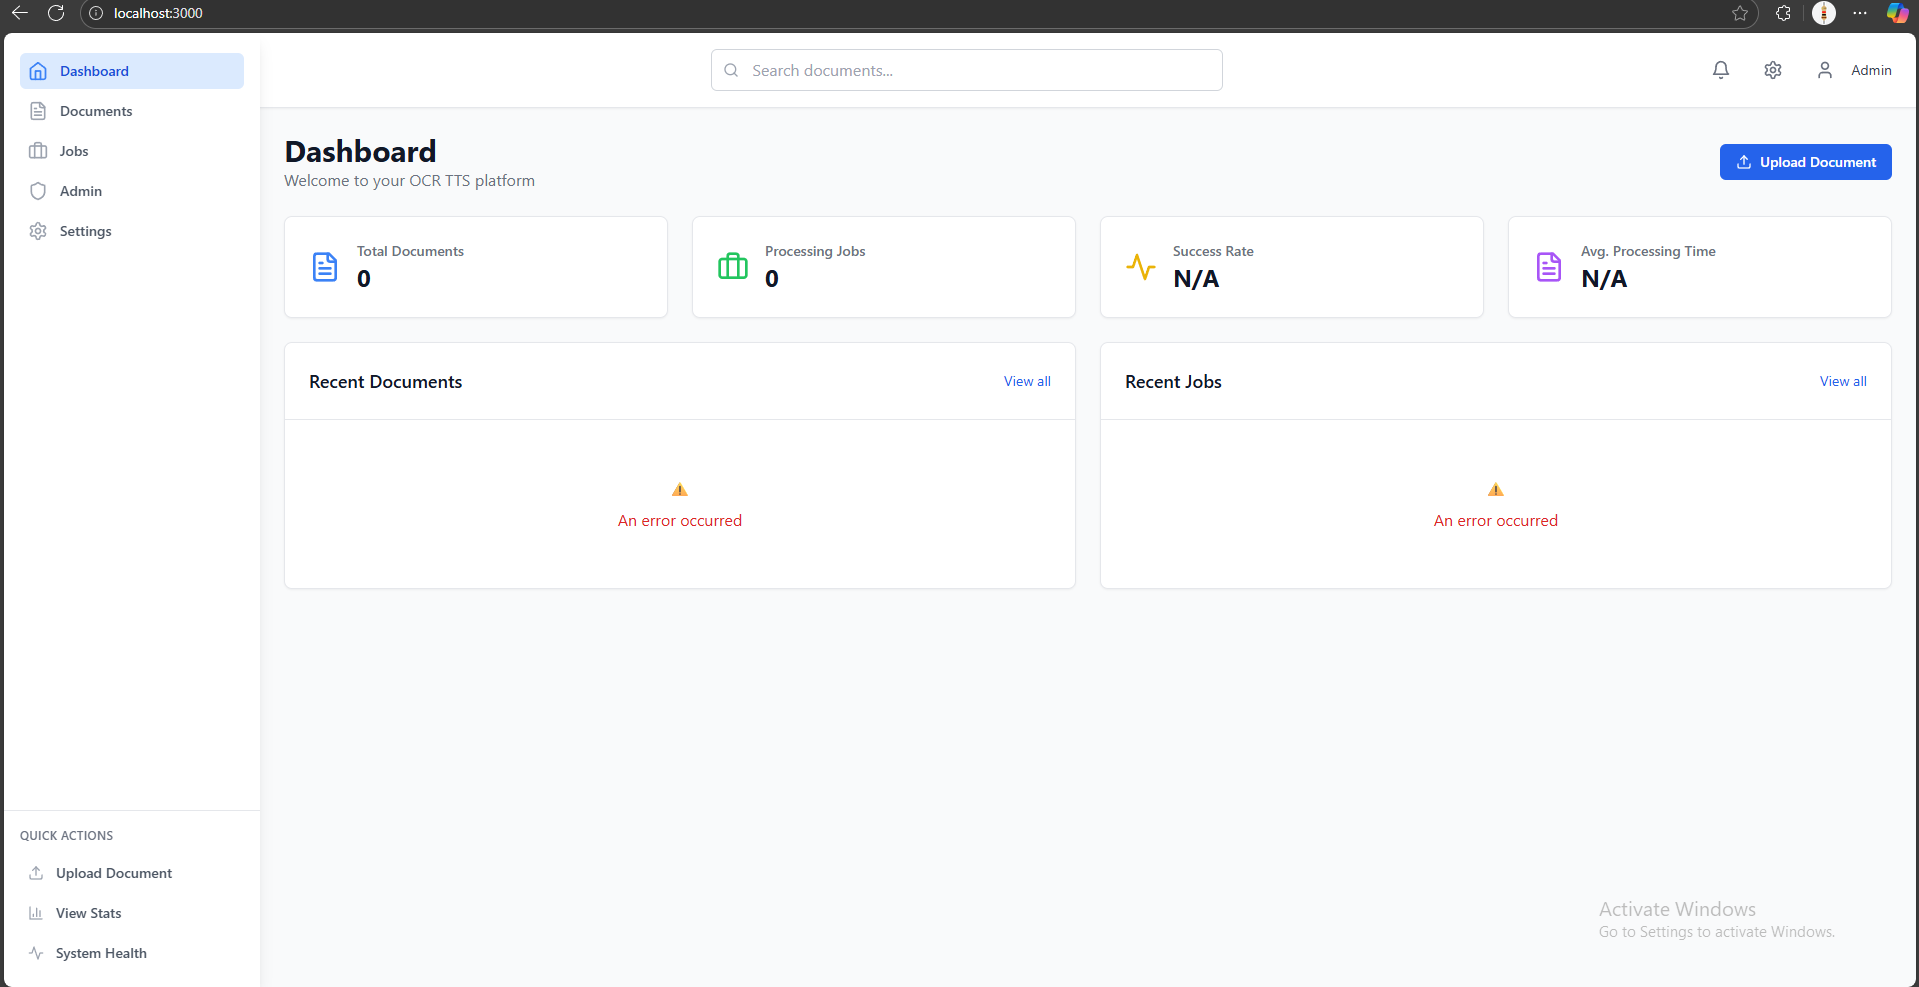 localhost:3000
Dashboard
Documents
Jobs
Admin
Settings
Search documents...
Admin
Dashboard
Welcome to your OCR TTS platform
Upload Document
Total Documents
0
Processing Jobs
0
Success Rate
N/A
Avg. Processing Time
N/A
Recent Documents
View all
An error occurred
Recent Jobs
View all
An error occurred
QUICK ACTIONS
Upload Document
View Stats
System Health
Activate Windows
Go to Settings to activate Windows.